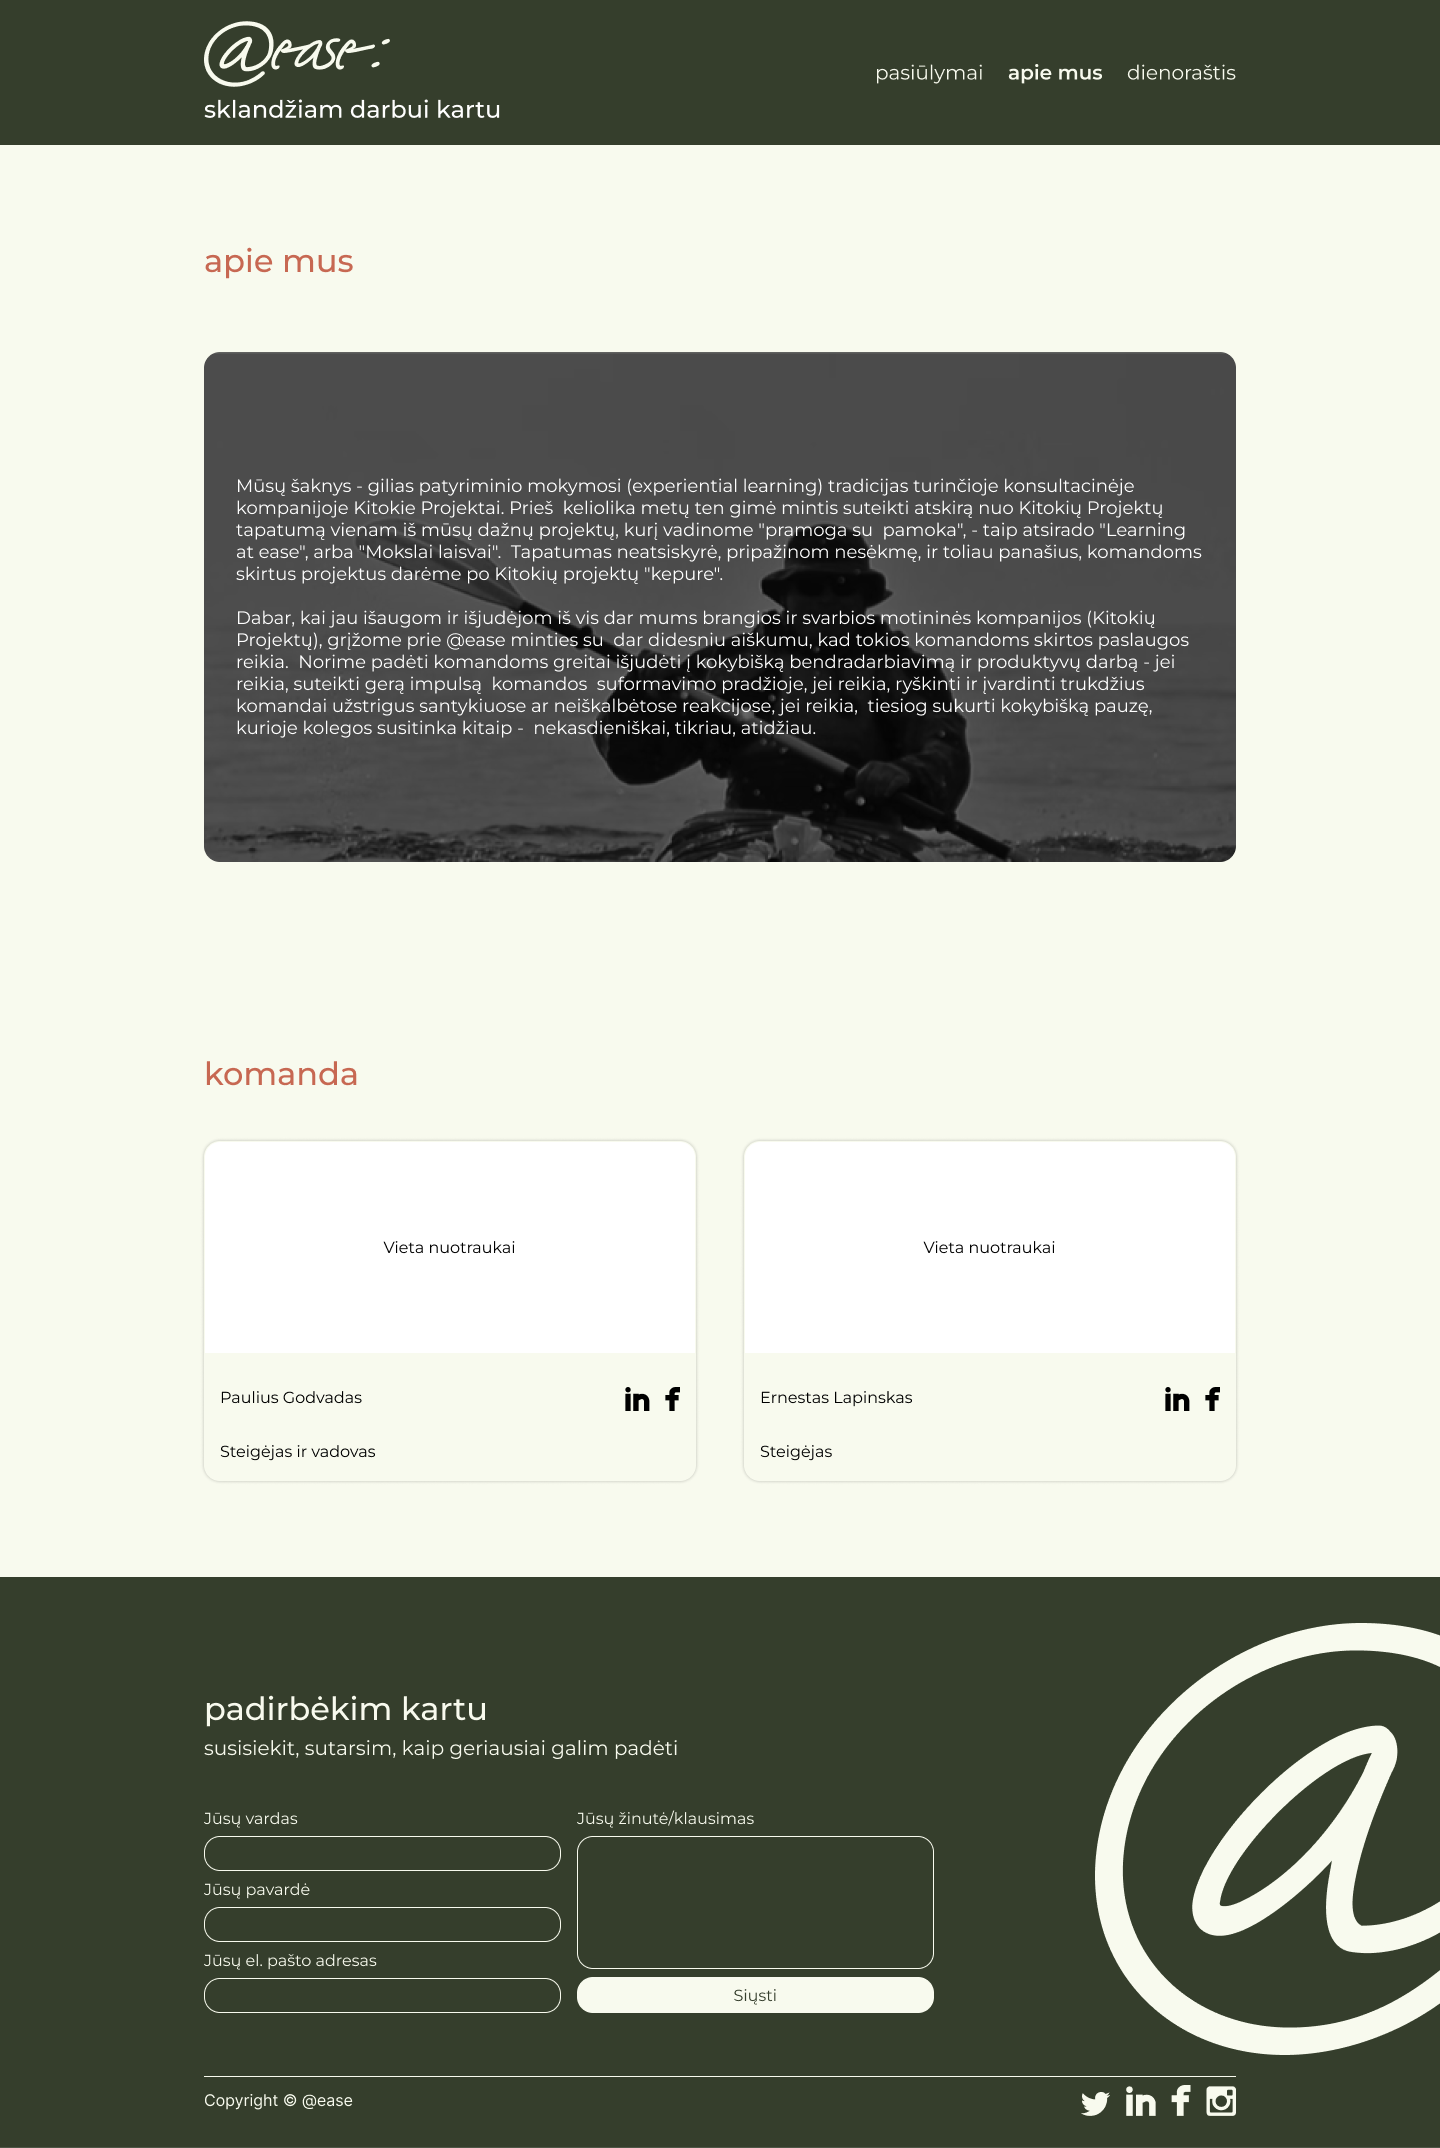 @ease:
sklandžiam darbui kartu
pasiūlymai apie mus dienoraštis
apie mus
Mūsų šaknys - gilias patyriminio mokymosi (experiential learning) tradicijas turinčioje konsultacinėje
kompanijoje Kitokie Projektai. Prieš  keliolika metų ten gimė mintis suteikti atskirą nuo Kitokių Projektų
tapatumą vienam iš mūsų dažnų projektų, kurį vadinome "pramoga su  pamoka", - taip atsirado "Learning
at ease", arba "Mokslai laisvai".  Tapatumas neatsiskyrė, pripažinom nesėkmę, ir toliau panašius, komandoms
skirtus projektus darėme po Kitokių projektų "kepure".
Dabar, kai jau išaugom ir išjudėjom iš vis dar mums brangios ir svarbios motininės kompanijos (Kitokių
Projektų), grįžome prie @ease minties su  dar didesniu aiškumu, kad tokios komandoms skirtos paslaugos
reikia.  Norime padėti komandoms greitai išjudėti į kokybišką bendradarbiavimą ir produktyvų darbą - jei
reikia, suteikti gerą impulsą  komandos  suformavimo pradžioje, jei reikia, ryškinti ir įvardinti trukdžius
komandai užstrigus santykiuose ar neiškalbėtose reakcijose, jei reikia,  tiesiog sukurti kokybišką pauzę,
kurioje kolegos susitinka kitaip -  nekasdieniškai, tikriau, atidžiau.
komanda
Vieta nuotraukai
Paulius Godvadas
Steigėjas ir vadovas
Vieta nuotraukai
Ernestas Lapinskas
Steigėjas
padirbėkim kartu
susisiekit, sutarsim, kaip geriausiai galim padėti
Jūsų vardas
Jūsų pavardė
Jūsų el. pašto adresas
Jūsų žinutė/klausimas
Siųsti
Copyright © @ease